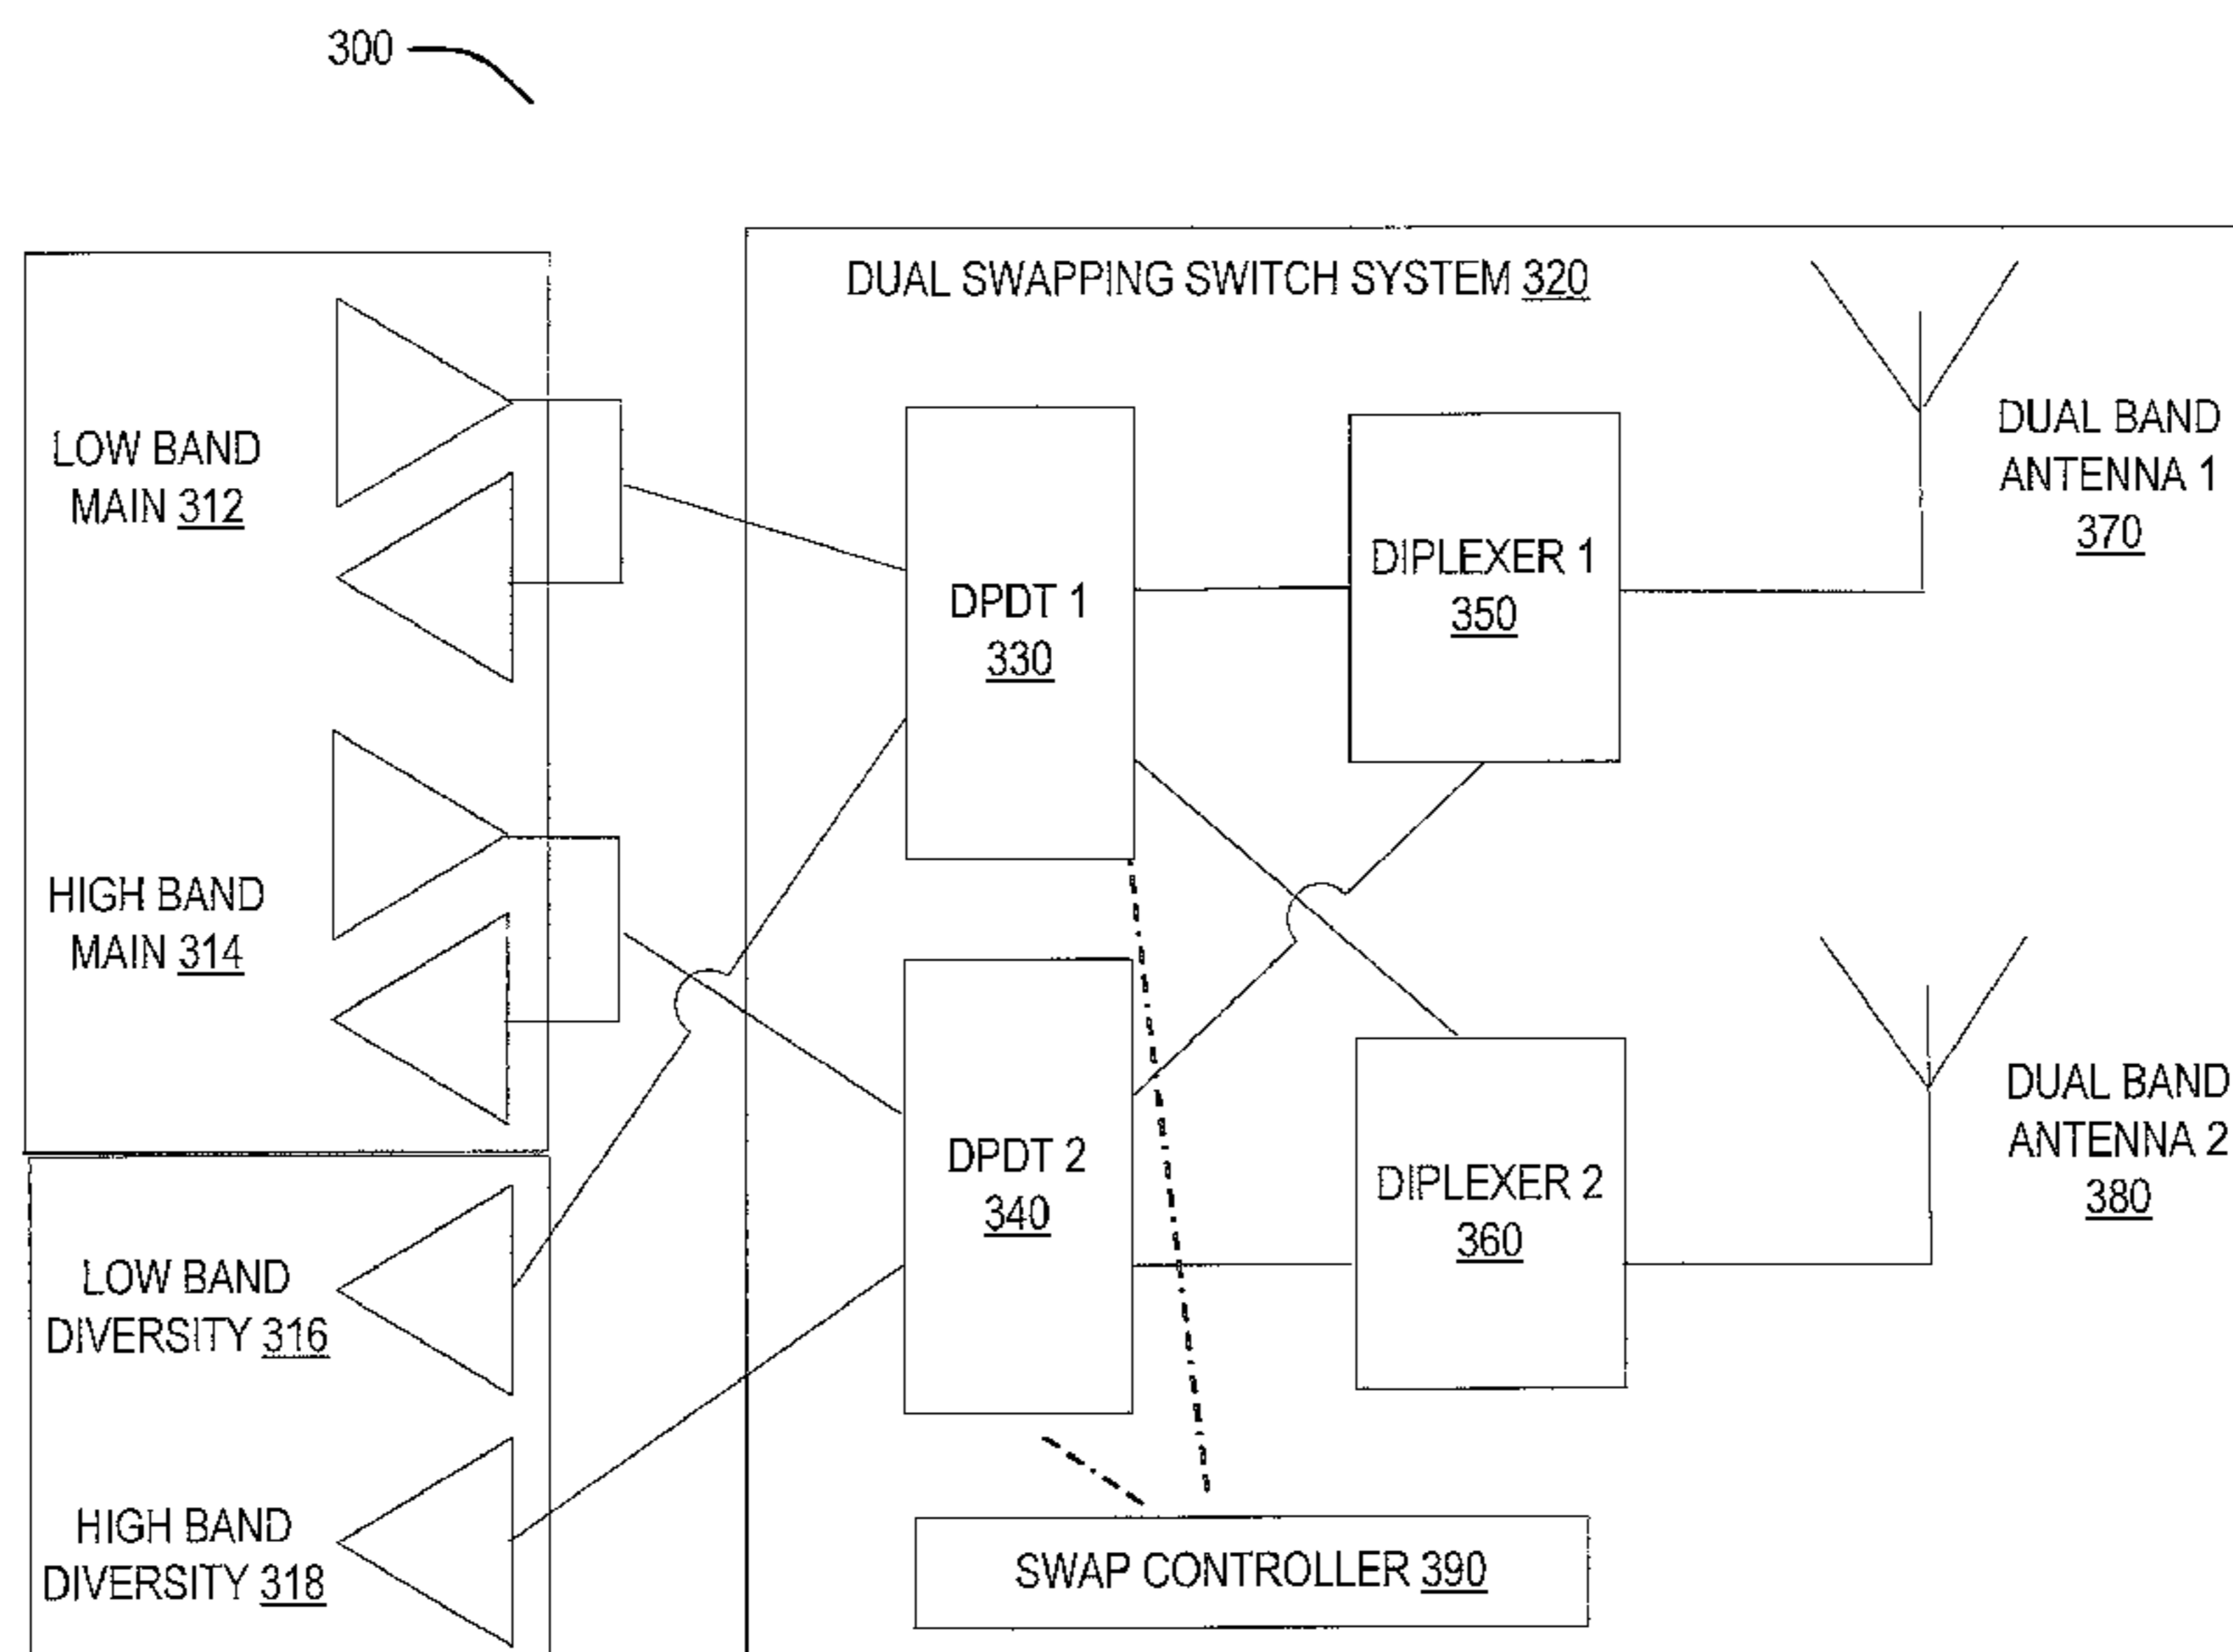 300
DUAL SWAPPING SWITCH SYSTEM 320
LOW BAND
MAIN 312
HIGH BAND
MAIN 314
LOW BAND
DIVERSITY 316
HIGH BAND
DIVERSITY 318
DPDT 1
330
DIPLEXER 1
350
DUAL BAND
ANTENNA 1
370
DPDT 2
340
DIPLEXER 2
360
DUAL BAND
ANTENNA 2
380
SWAP CONTROLLER 390